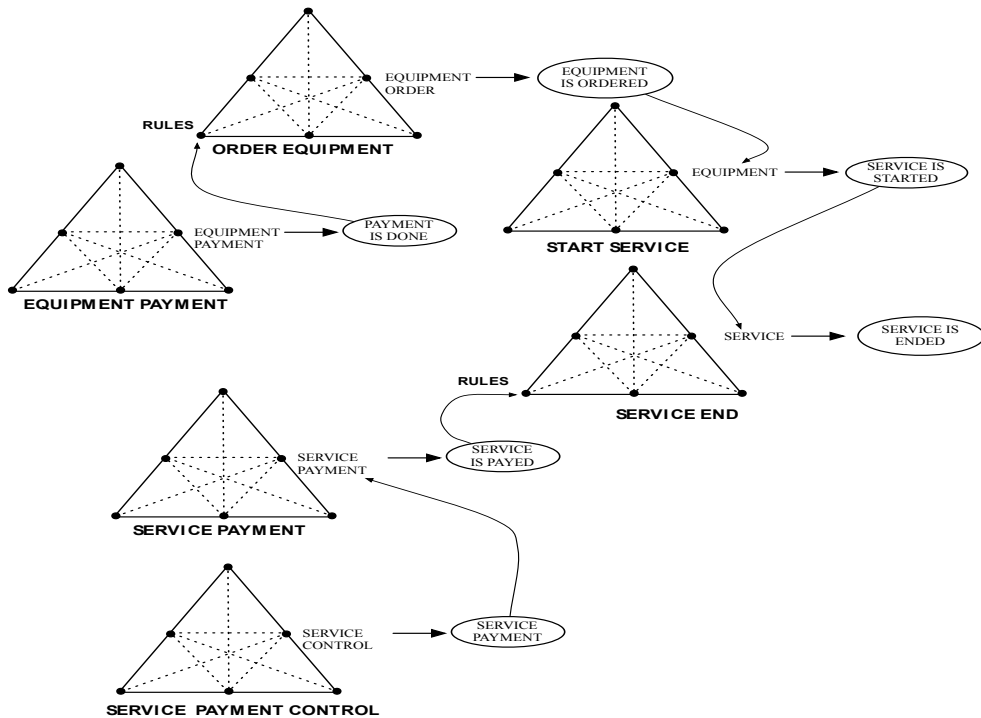 EQUIPMENT
ORDER
EQUIPMENT
IS ORDERED
RULES
ORDER EQUIPMENT
EQUIPMENT
SERVICE IS
STARTED
EQUIPMENT
PAYMENT
PAYMENT
IS DONE
START SERVICE
EQUIPMENT PAYMENT
SERVICE
SERVICE IS
ENDED
RULES
SERVICE END
SERVICE
PAYMENT
SERVICE
IS PAYED
SERVICE PAYMENT
SERVICE
CONTROL
SERVICE
PAYMENT
SERVICE PAYMENT CONTROL